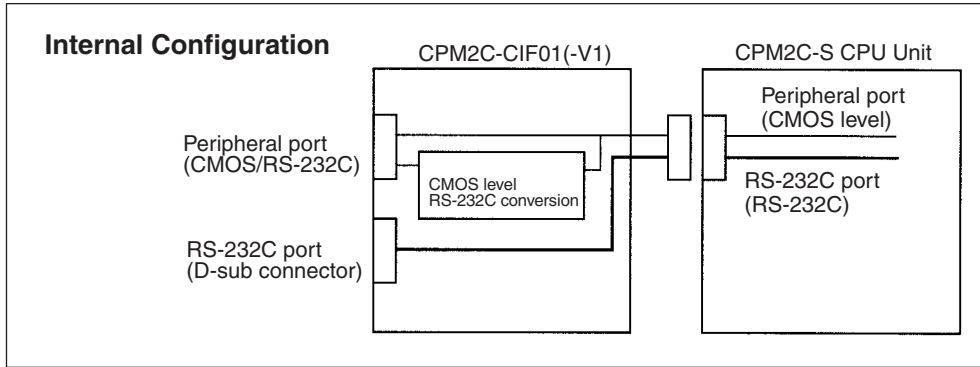 Internal Configuration
CPM2C-CIF01(-V1)
CPM2C-S CPU Unit
Peripheral port
(CMOS/RS-232C)
CMOS level
RS-232C conversion
RS-232C port
(D-sub connector)
Peripheral port
(CMOS level)
RS-232C port
(RS-232C)